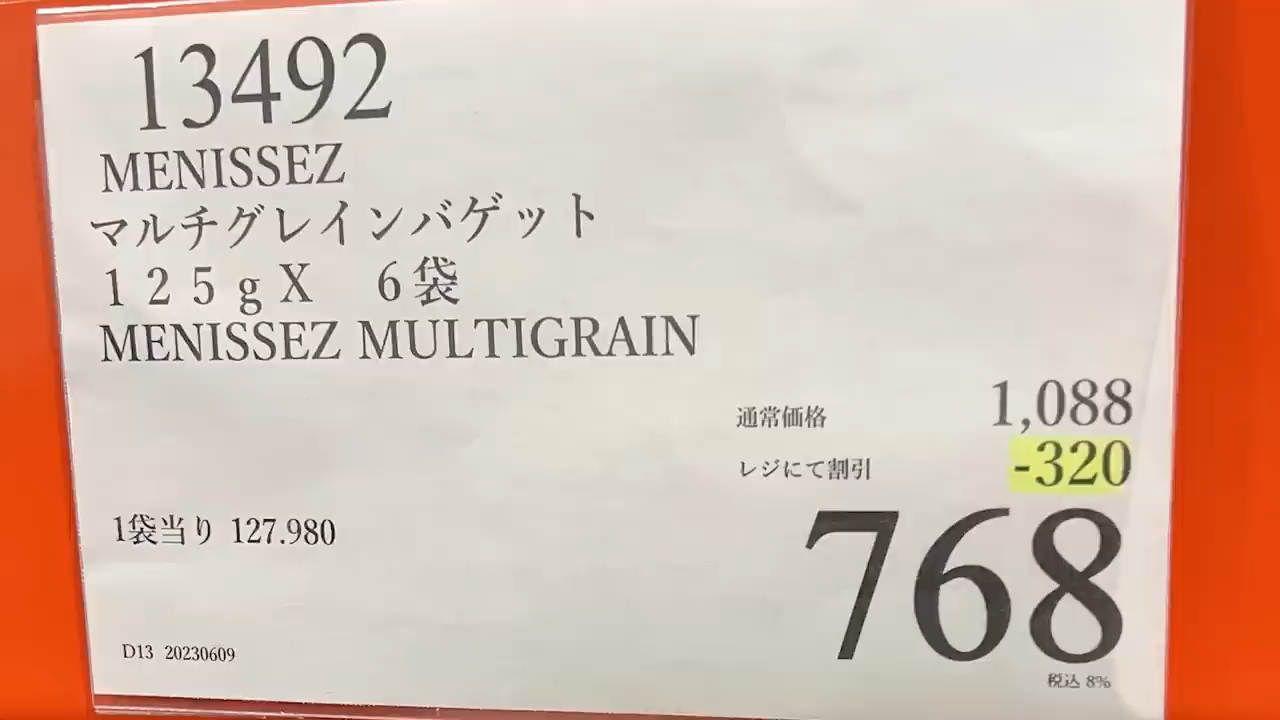 13492
MENISSEZ
マルチグレインバゲット
１２５ｇＸ　６袋
MENISSEZ MULTIGRAIN
通常価格 1,088
レジにて割引 -320
1袋当り 127.980
768
D13 20230609
税込 8%